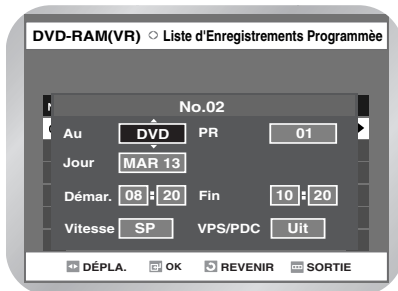 DVD-RAM(VR) Liste d'Enregistrements Programmèe
No.02
Au DVD PR 01
Jour MAR 13
Démar. 08 : 20 Fin 10 : 20
Vitesse SP VPS/PDC Uit
DÉPLA. OK REVENIR SORTIE